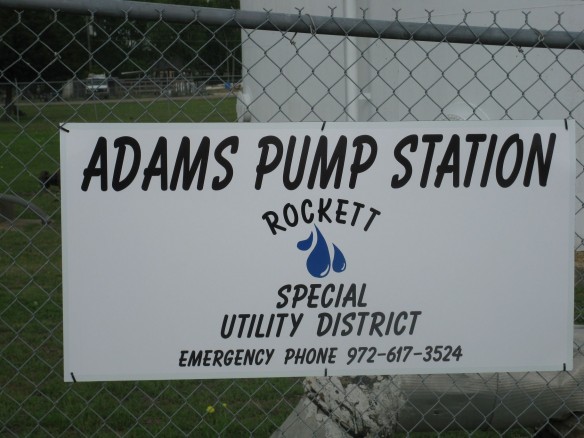 ADAMS PUMP STATION
ROCKETT
SPECIAL
UTILITY DISTRICT
EMERGENCY PHONE 972-617-3524